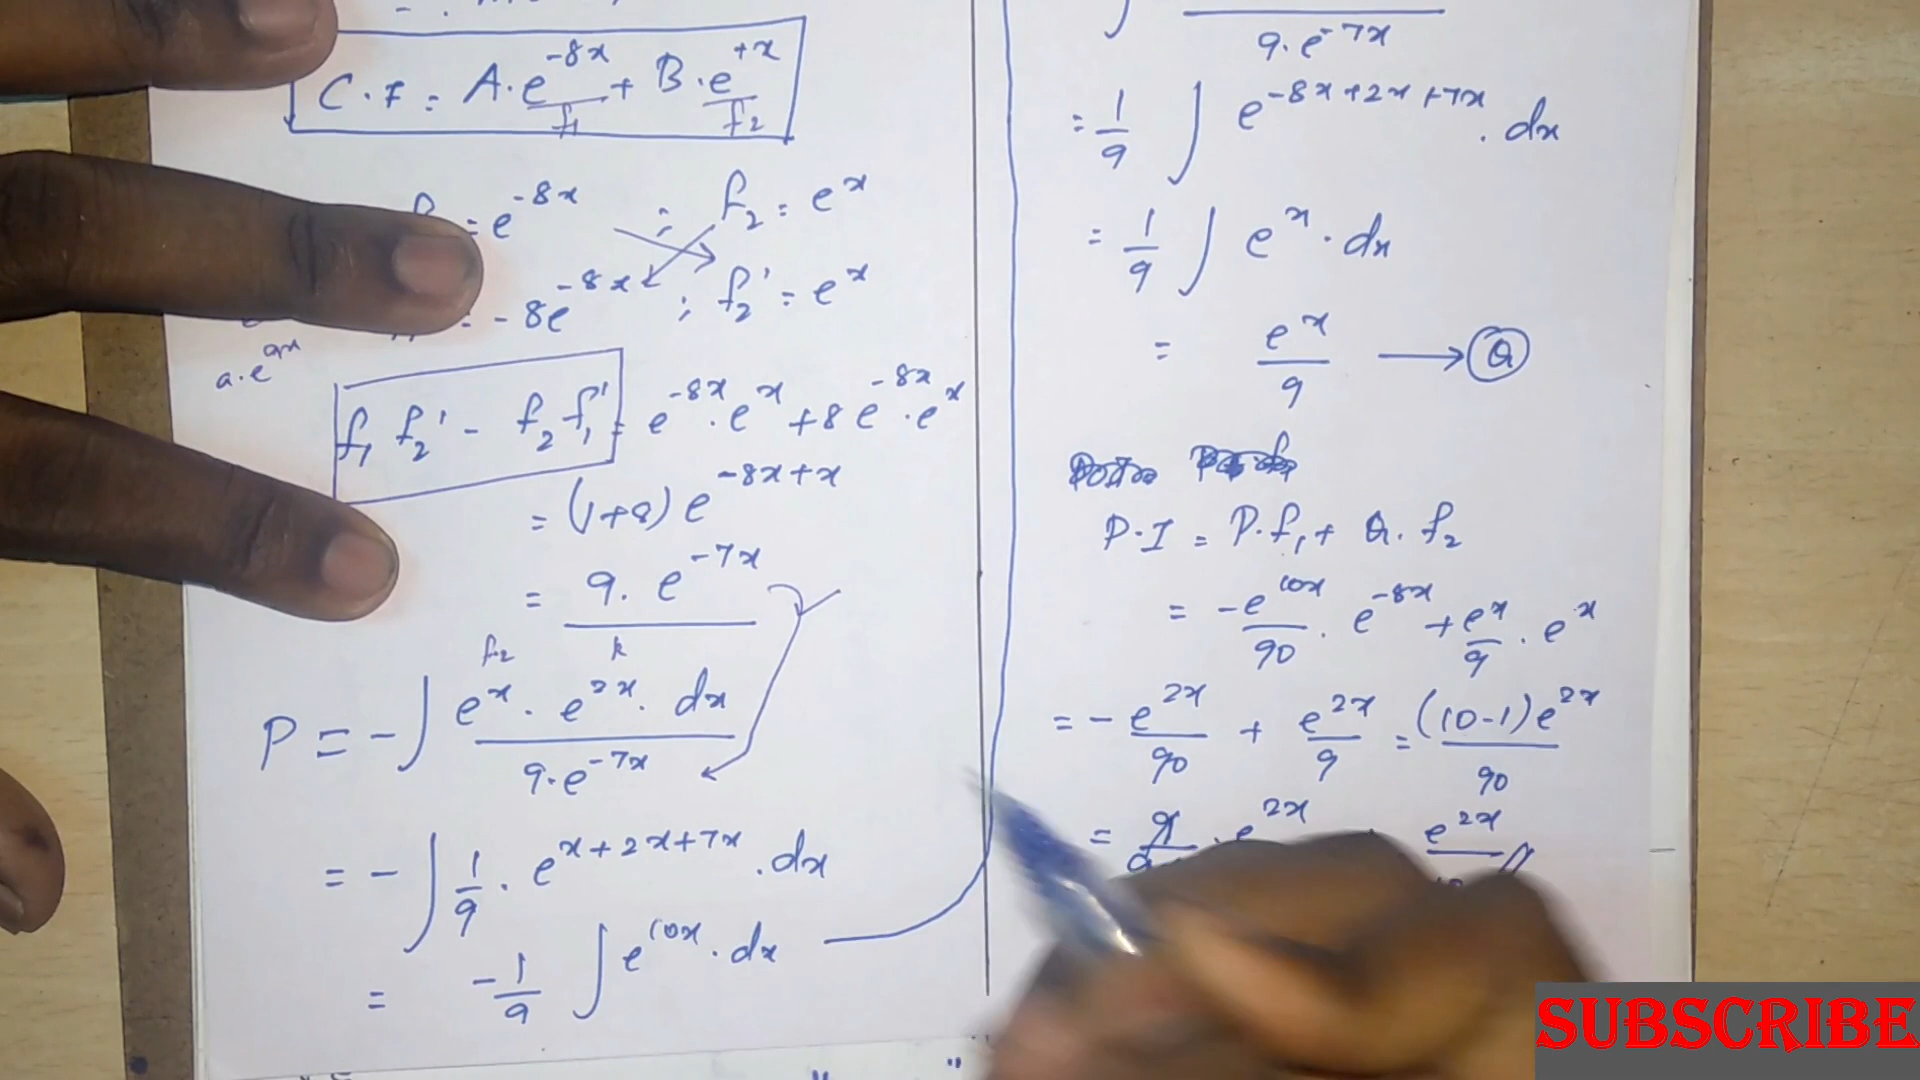 C.F = A.e^{-8x} + B.e^{+x}
f₁ f₂
= e^{-8x} ; f₂ = e^x
= -8e^{-8x} ; f₂' = e^x
a.e^{ax}
f₁ f₂' - f₂ f₁' = e^{-8x}.e^x + 8 e^{-8x}.e^x
= (1+8) e^{-8x+x}
= 9. e^{-7x}
f₂ k
P = -∫ e^x . e^{2x} . dx
9.e^{-7x}
= -∫ 1/9 . e^{x+2x+7x} .dx
= -1/9 ∫ e^{10x} . dx
9.e^{-7x}
= 1/9 ∫ e^{-8x+2x+7x} . dx
= 1/9 ∫ e^x . dx
= e^x/9 → Q
P.I = P.f₁ + Q.f₂
= -e^{10x}/90 . e^{-8x} + e^x/9 . e^x
= -e^{2x}/90 + e^{2x}/9 = (10-1)e^{2x}/90
= 9 . e^{2x} e^{2x}
SUBSCRIBE